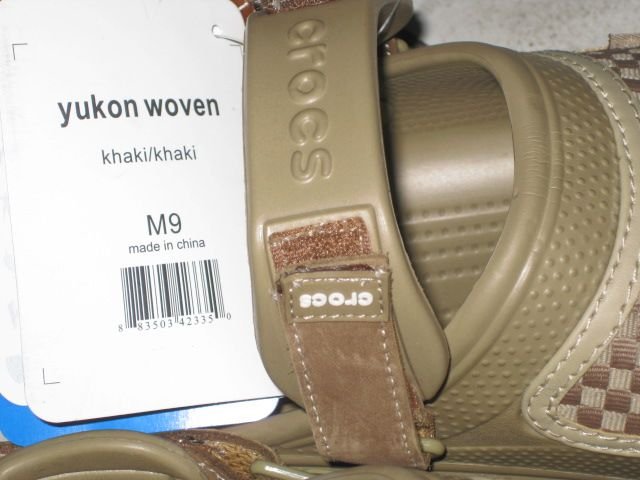 yukon woven
khaki/khaki
M9
made in china
8 83503 42335 0
crocs
crocs